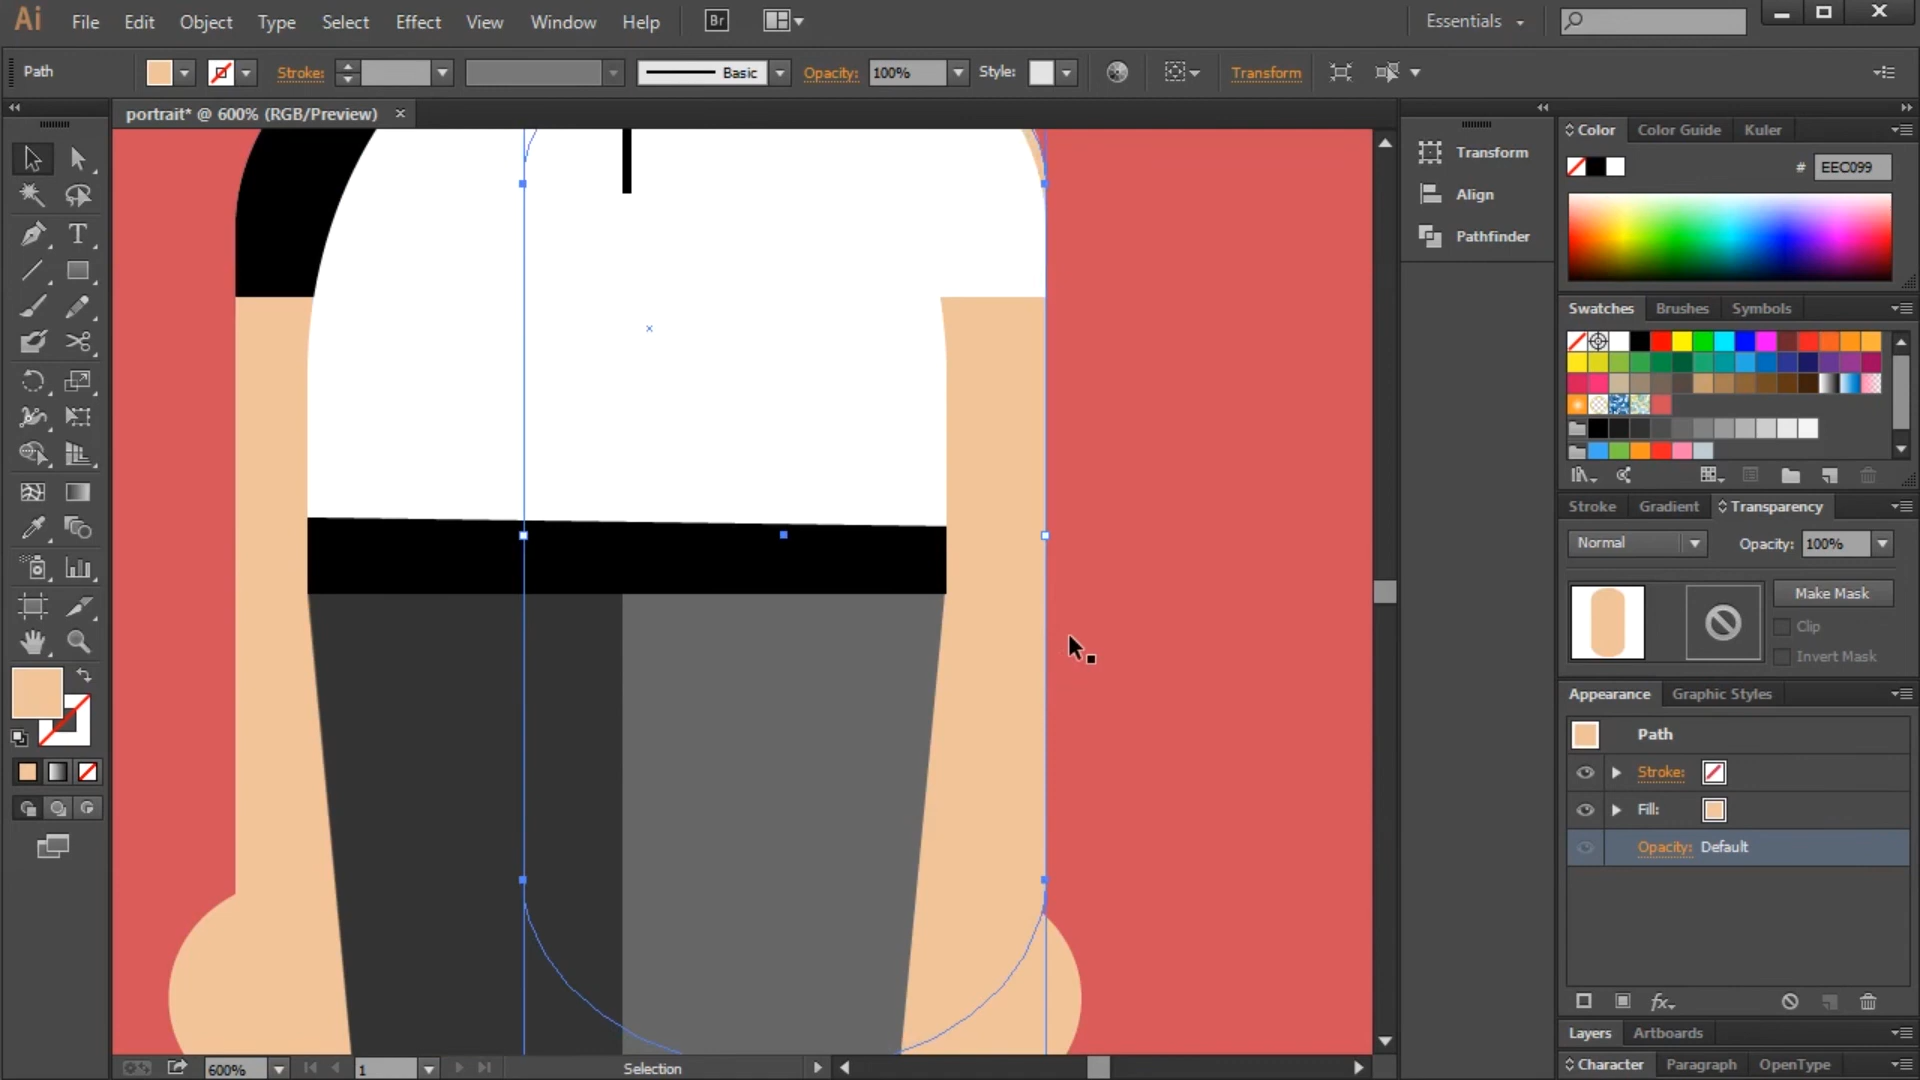 Ai File Edit Object Type Select Effect View Window Help Br Essentials
Path Stroke: Basic Opacity: 100% Style: Transform
portrait* @ 600% (RGB/Preview) ×
Transform
Align
Pathfinder
Color Color Guide Kuler
# EEC099
Swatches Brushes Symbols
Stroke Gradient Transparency
Normal Opacity: 100%
Make Mask
Clip
Invert Mask
Appearance Graphic Styles
Path
Stroke:
Fill:
Opacity: Default
fx
Layers Artboards
Character Paragraph OpenType
600% 1 Selection